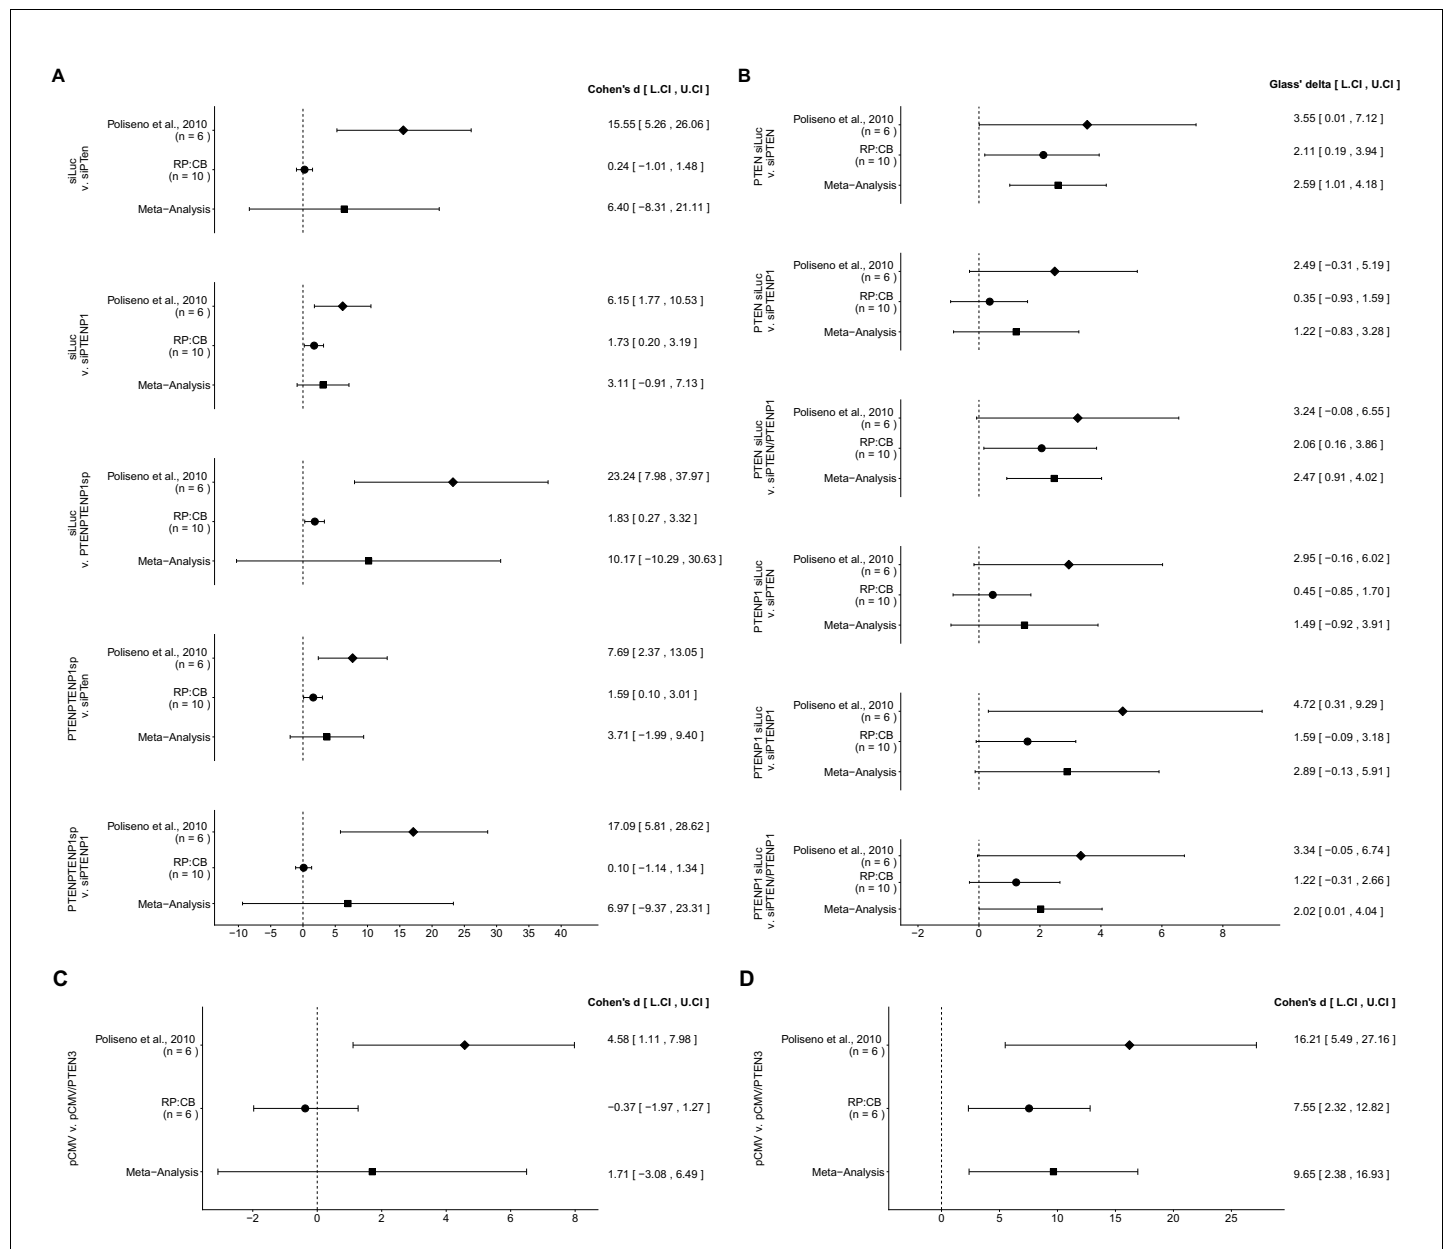 A
Cohen's d [ L.CI , U.CI ]
siLuc
v. siPTen
Poliseno et al., 2010
(n = 6 )
15.55 [ 5.26 , 26.06 ]
RP:CB
(n = 10 )
0.24 [ −1.01 , 1.48 ]
Meta−Analysis
6.40 [ −8.31 , 21.11 ]
siLuc
v. siPTENP1
Poliseno et al., 2010
(n = 6 )
6.15 [ 1.77 , 10.53 ]
RP:CB
(n = 10 )
1.73 [ 0.20 , 3.19 ]
Meta−Analysis
3.11 [ −0.91 , 7.13 ]
siLuc
v. PTENPTENP1sp
Poliseno et al., 2010
(n = 6 )
23.24 [ 7.98 , 37.97 ]
RP:CB
(n = 10 )
1.83 [ 0.27 , 3.32 ]
Meta−Analysis
10.17 [ −10.29 , 30.63 ]
PTENPTENP1sp
v. siPTen
Poliseno et al., 2010
(n = 6 )
7.69 [ 2.37 , 13.05 ]
RP:CB
(n = 10 )
1.59 [ 0.10 , 3.01 ]
Meta−Analysis
3.71 [ −1.99 , 9.40 ]
PTENPTENP1sp
v. siPTENP1
Poliseno et al., 2010
(n = 6 )
17.09 [ 5.81 , 28.62 ]
RP:CB
(n = 10 )
0.10 [ −1.14 , 1.34 ]
Meta−Analysis
6.97 [ −9.37 , 23.31 ]
−10 −5 0 5 10 15 20 25 30 35 40
B
Glass' delta [ L.CI , U.CI ]
PTEN siLuc
v. siPTEN
Poliseno et al., 2010
(n = 6 )
3.55 [ 0.01 , 7.12 ]
RP:CB
(n = 10 )
2.11 [ 0.19 , 3.94 ]
Meta−Analysis
2.59 [ 1.01 , 4.18 ]
PTEN siLuc
v. siPTENP1
Poliseno et al., 2010
(n = 6 )
2.49 [ −0.31 , 5.19 ]
RP:CB
(n = 10 )
0.35 [ −0.93 , 1.59 ]
Meta−Analysis
1.22 [ −0.83 , 3.28 ]
PTEN siLuc
v. siPTEN/PTENP1
Poliseno et al., 2010
(n = 6 )
3.24 [ −0.08 , 6.55 ]
RP:CB
(n = 10 )
2.06 [ 0.16 , 3.86 ]
Meta−Analysis
2.47 [ 0.91 , 4.02 ]
PTENP1 siLuc
v. siPTEN
Poliseno et al., 2010
(n = 6 )
2.95 [ −0.16 , 6.02 ]
RP:CB
(n = 10 )
0.45 [ −0.85 , 1.70 ]
Meta−Analysis
1.49 [ −0.92 , 3.91 ]
PTENP1 siLuc
v. siPTENP1
Poliseno et al., 2010
(n = 6 )
4.72 [ 0.31 , 9.29 ]
RP:CB
(n = 10 )
1.59 [ −0.09 , 3.18 ]
Meta−Analysis
2.89 [ −0.13 , 5.91 ]
PTENP1 siLuc
v. siPTEN/PTENP1
Poliseno et al., 2010
(n = 6 )
3.34 [ −0.05 , 6.74 ]
RP:CB
(n = 10 )
1.22 [ −0.31 , 2.66 ]
Meta−Analysis
2.02 [ 0.01 , 4.04 ]
−2 0 2 4 6 8
C
Cohen's d [ L.CI , U.CI ]
pCMV v. pCMV/PTEN3
Poliseno et al., 2010
(n = 6 )
4.58 [ 1.11 , 7.98 ]
RP:CB
(n = 6 )
−0.37 [ −1.97 , 1.27 ]
Meta−Analysis
1.71 [ −3.08 , 6.49 ]
−2 0 2 4 6 8
D
Cohen's d [ L.CI , U.CI ]
pCMV v. pCMV/PTEN3
Poliseno et al., 2010
(n = 6 )
16.21 [ 5.49 , 27.16 ]
RP:CB
(n = 6 )
7.55 [ 2.32 , 12.82 ]
Meta−Analysis
9.65 [ 2.38 , 16.93 ]
0 5 10 15 20 25